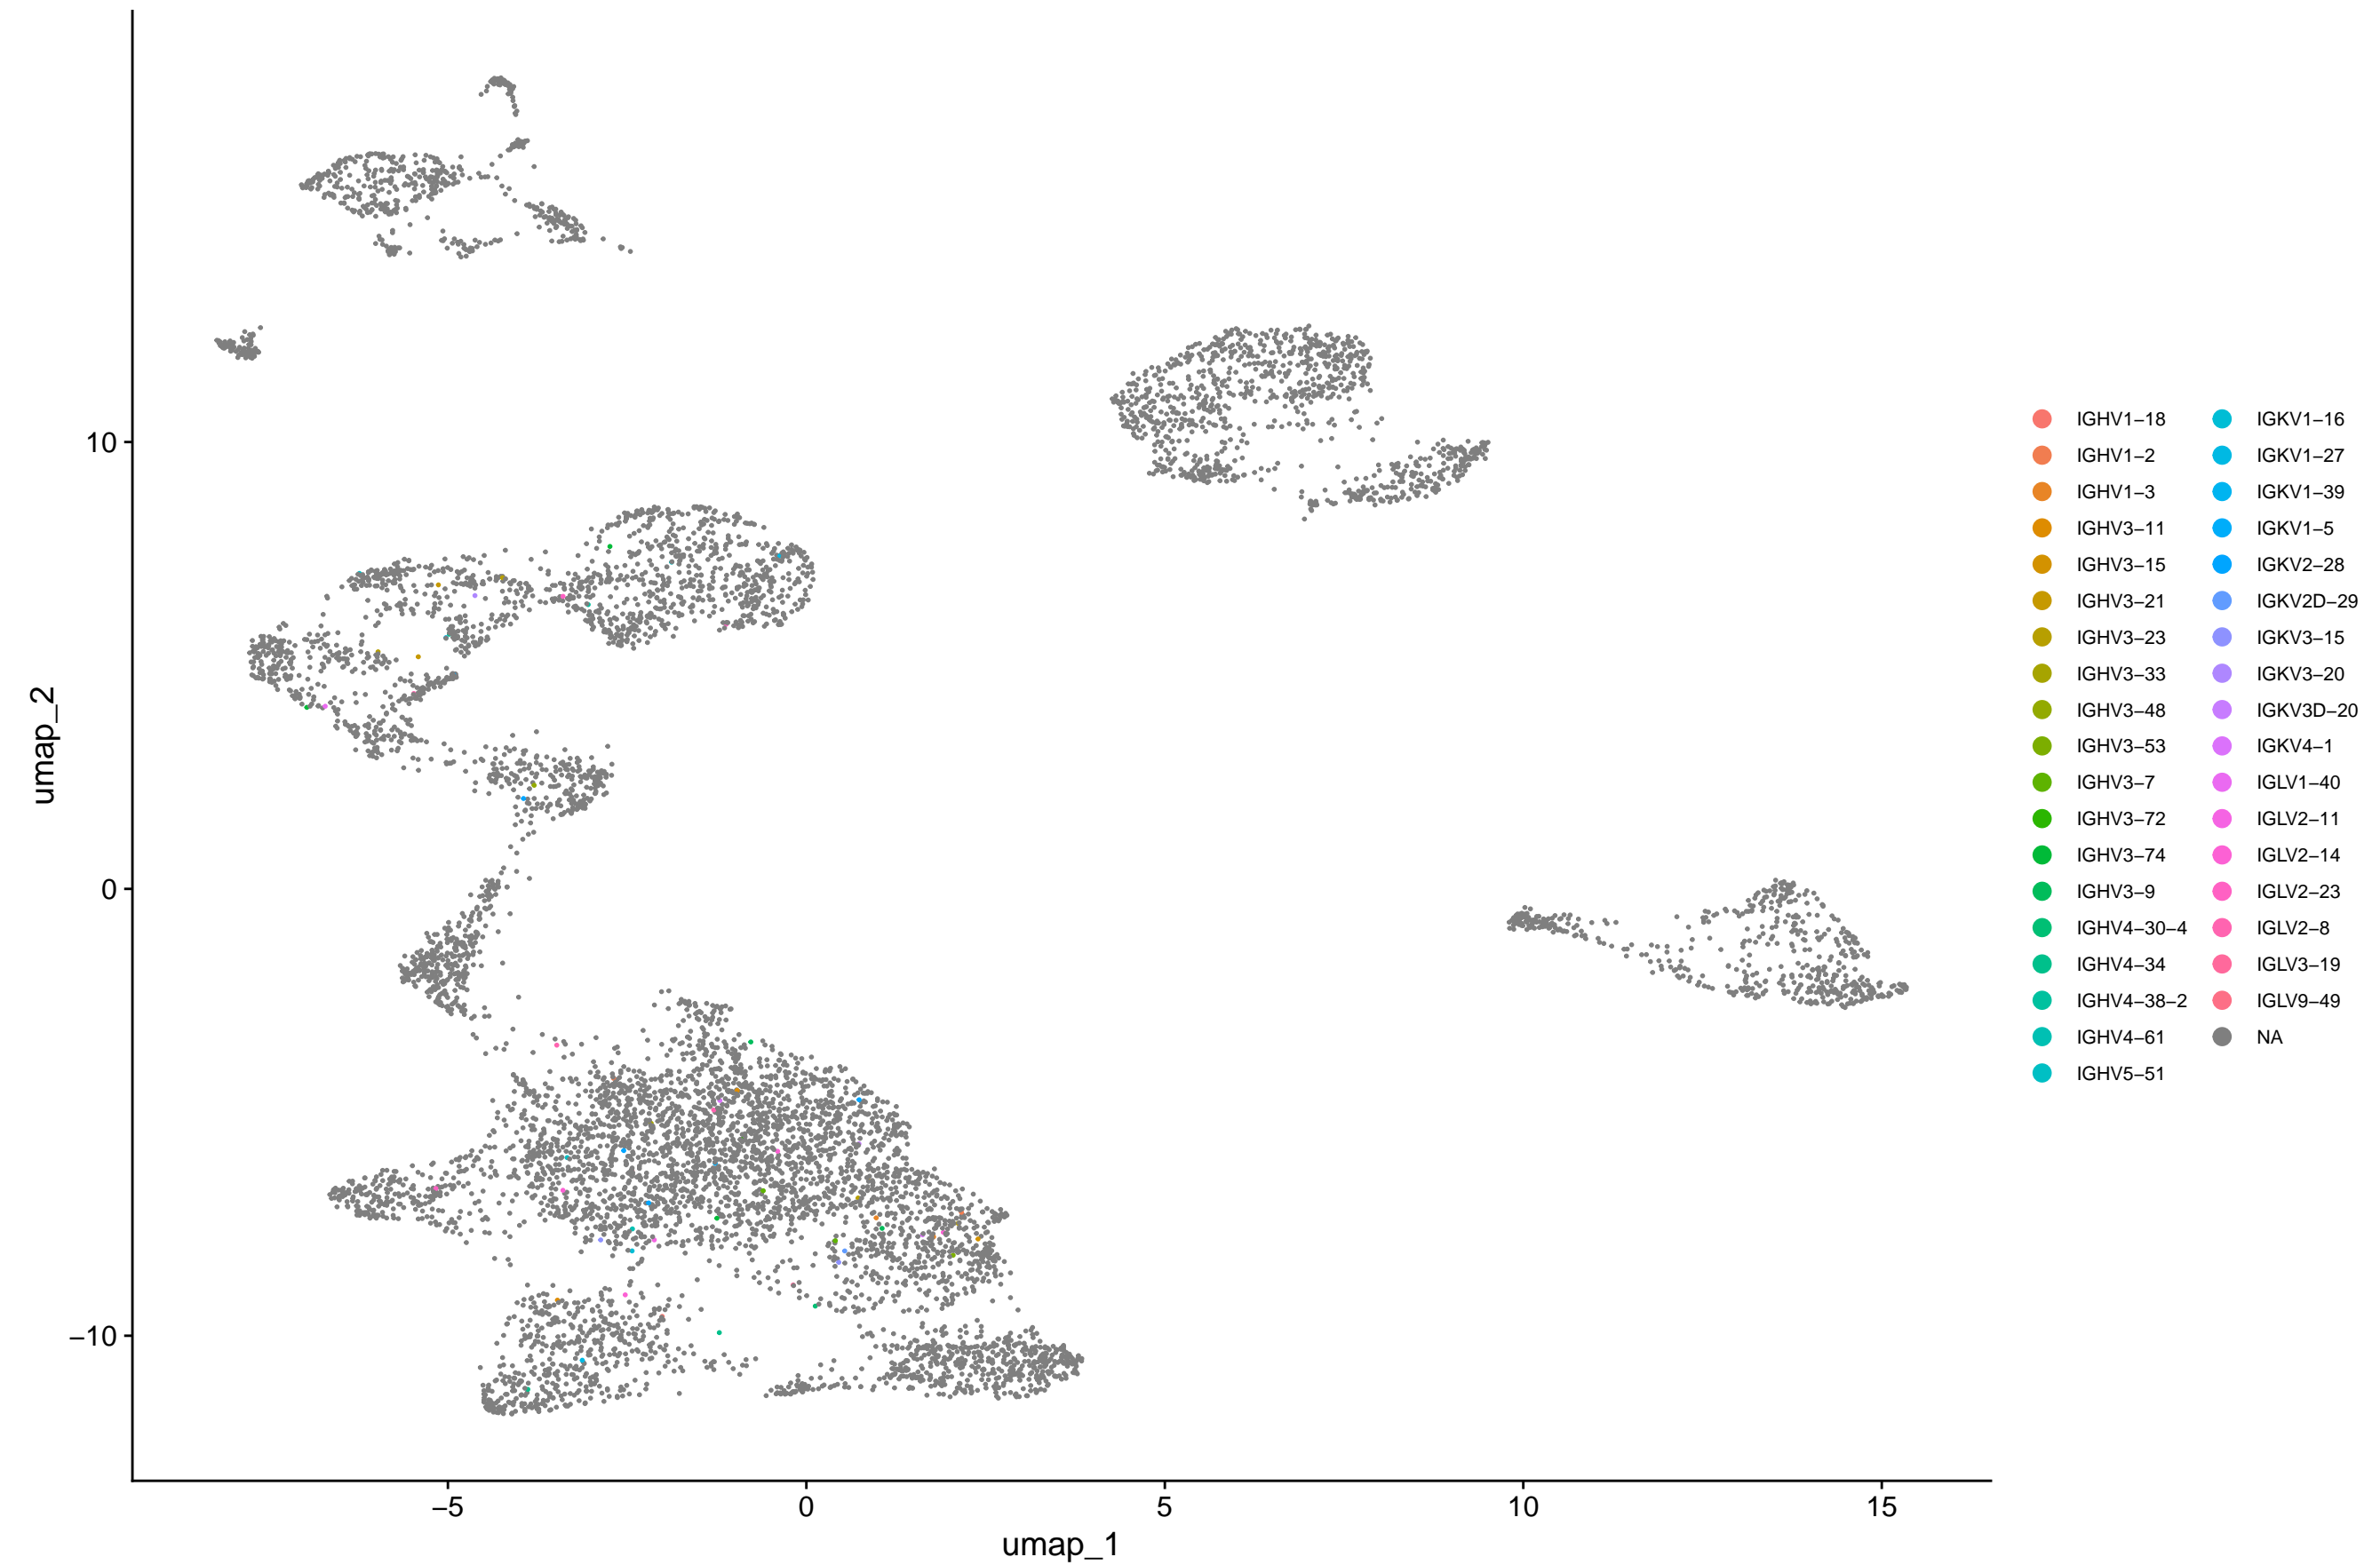 umap_2
10
0
−10
−5
0
5
10
15
umap_1
IGHV1−18
IGHV1−2
IGHV1−3
IGHV3−11
IGHV3−15
IGHV3−21
IGHV3−23
IGHV3−33
IGHV3−48
IGHV3−53
IGHV3−7
IGHV3−72
IGHV3−74
IGHV3−9
IGHV4−30−4
IGHV4−34
IGHV4−38−2
IGHV4−61
IGHV5−51
IGKV1−16
IGKV1−27
IGKV1−39
IGKV1−5
IGKV2−28
IGKV2D−29
IGKV3−15
IGKV3−20
IGKV3D−20
IGKV4−1
IGLV1−40
IGLV2−11
IGLV2−14
IGLV2−23
IGLV2−8
IGLV3−19
IGLV9−49
NA